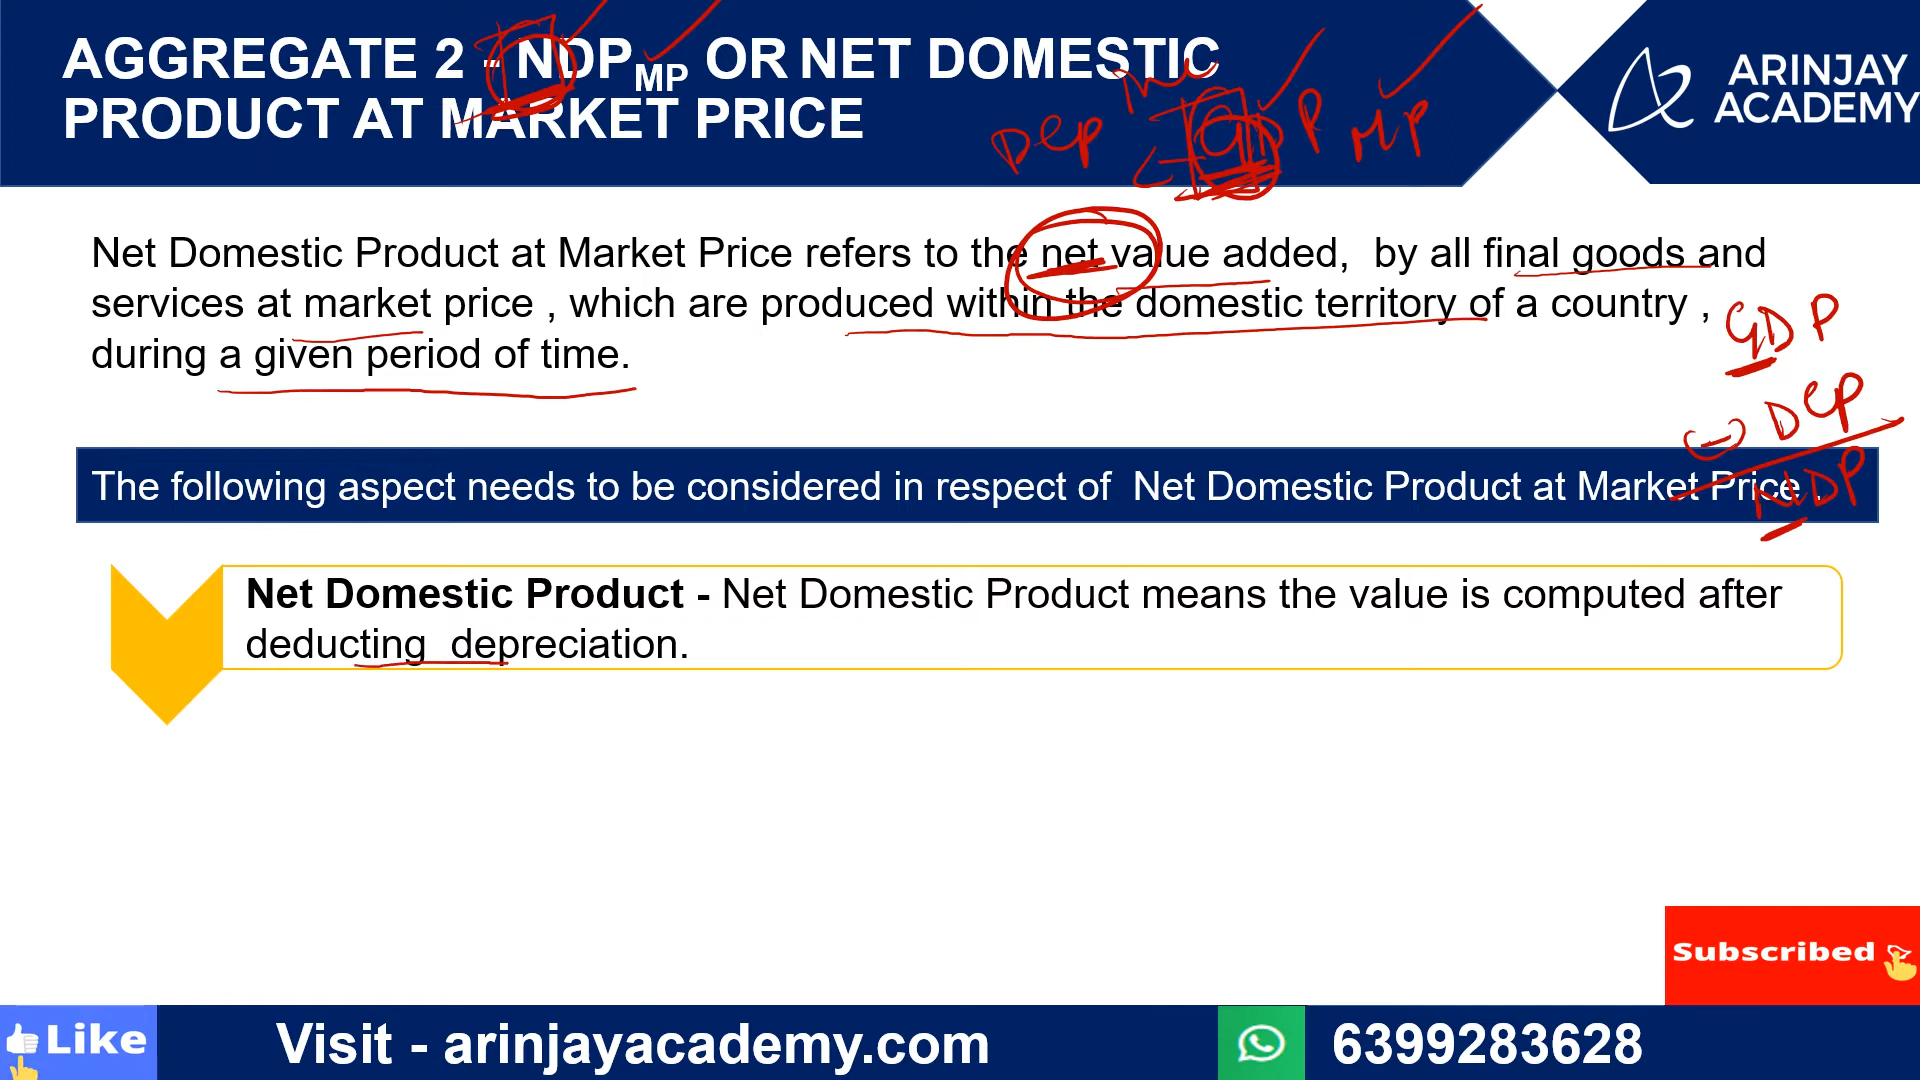 AGGREGATE 2 - NDPMP OR NET DOMESTIC
PRODUCT AT MARKET PRICE
ARINJAY
ACADEMY
Dep
inc
GDP MP
Net Domestic Product at Market Price refers to the net value added, by all final goods and
services at market price , which are produced within the domestic territory of a country ,
during a given period of time.
GDP
(-) Dep
NDP
The following aspect needs to be considered in respect of Net Domestic Product at Market Price .
Net Domestic Product - Net Domestic Product means the value is computed after
deducting depreciation.
Subscribed
Like
Visit - arinjayacademy.com
6399283628